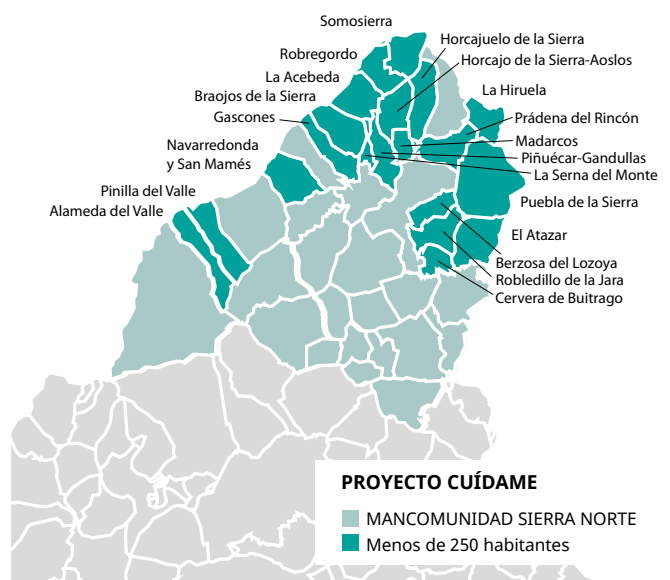 Somosierra
Horcajuelo de la Sierra
Robregordo
Horcajo de la Sierra-Aoslos
La Acebeda
La Hiruela
Braojos de la Sierra
Gascones
Prádena del Rincón
Navarredonda
y San Mamés
Madarcos
Piñuécar-Gandullas
La Serna del Monte
Pinilla del Valle
Puebla de la Sierra
Alameda del Valle
El Atazar
Berzosa del Lozoya
Robledillo de la Jara
Cervera de Buitrago
PROYECTO CUÍDAME
MANCOMUNIDAD SIERRA NORTE
Menos de 250 habitantes